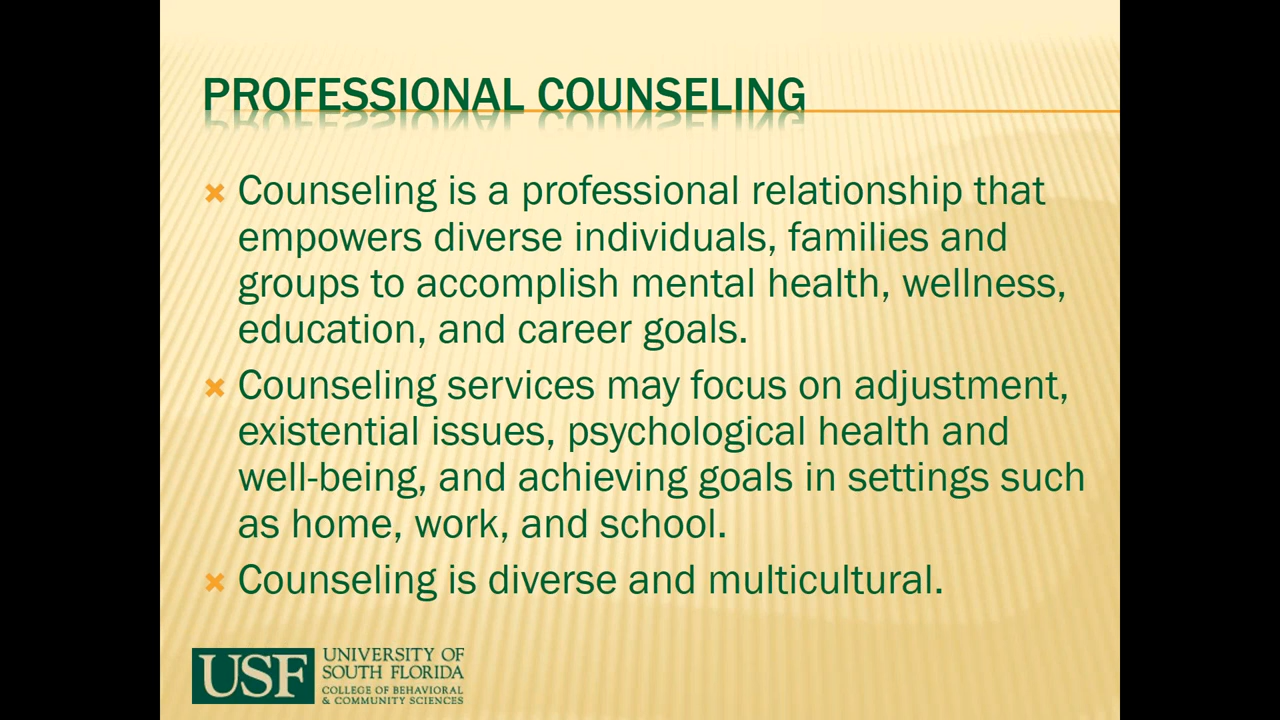 PROFESSIONAL COUNSELING
Counseling is a professional relationship that
empowers diverse individuals, families and
groups to accomplish mental health, wellness,
education, and career goals.
Counseling services may focus on adjustment,
existential issues, psychological health and
well-being, and achieving goals in settings such
as home, work, and school.
Counseling is diverse and multicultural.
USF
UNIVERSITY OF
SOUTH FLORIDA
COLLEGE OF BEHAVIORAL
& COMMUNITY SCIENCES